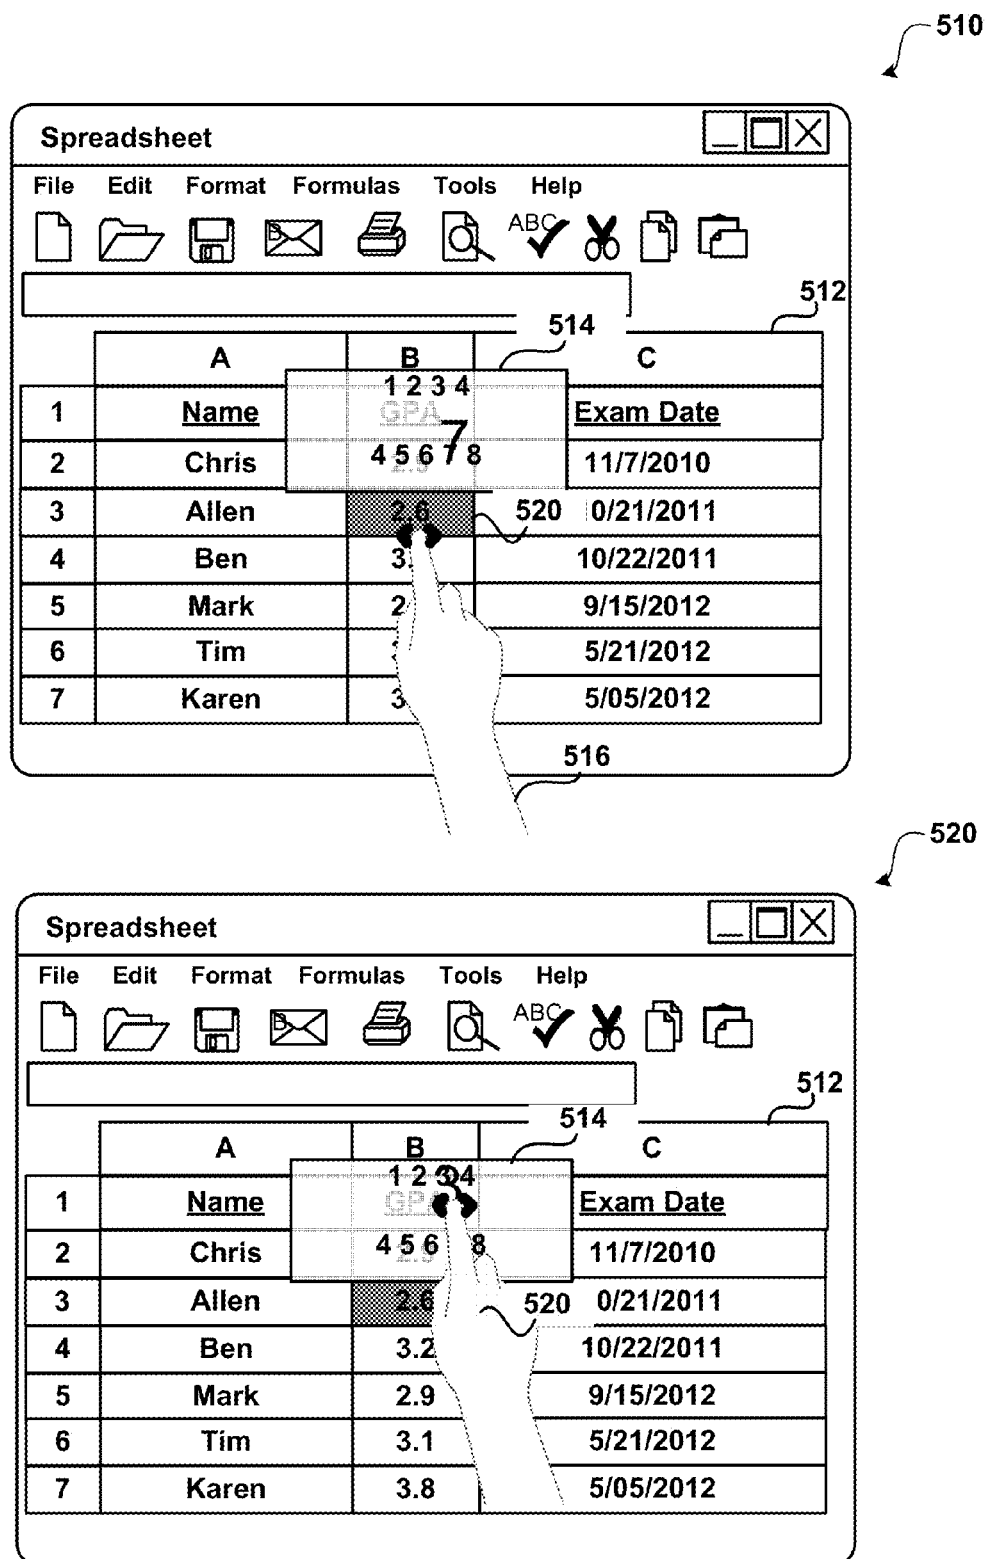 510
Spreadsheet
File Edit Format Formulas Tools Help
ABC
512
514
A B C
1 2 3 4
1 Name GPA Exam Date
7
4 5 6 7 8
2 Chris 11/7/2010
3 Allen 2.6 520 0/21/2011
4 Ben 3. 10/22/2011
5 Mark 2 9/15/2012
6 Tim 5/21/2012
7 Karen 3 5/05/2012
516
520
Spreadsheet
File Edit Format Formulas Tools Help
ABC
512
514
A B C
1 2 3 4
1 Name GPA Exam Date
4 5 6 8
2 Chris 11/7/2010
3 Allen 2.6 520 0/21/2011
4 Ben 3.2 10/22/2011
5 Mark 2.9 9/15/2012
6 Tim 3.1 5/21/2012
7 Karen 3.8 5/05/2012